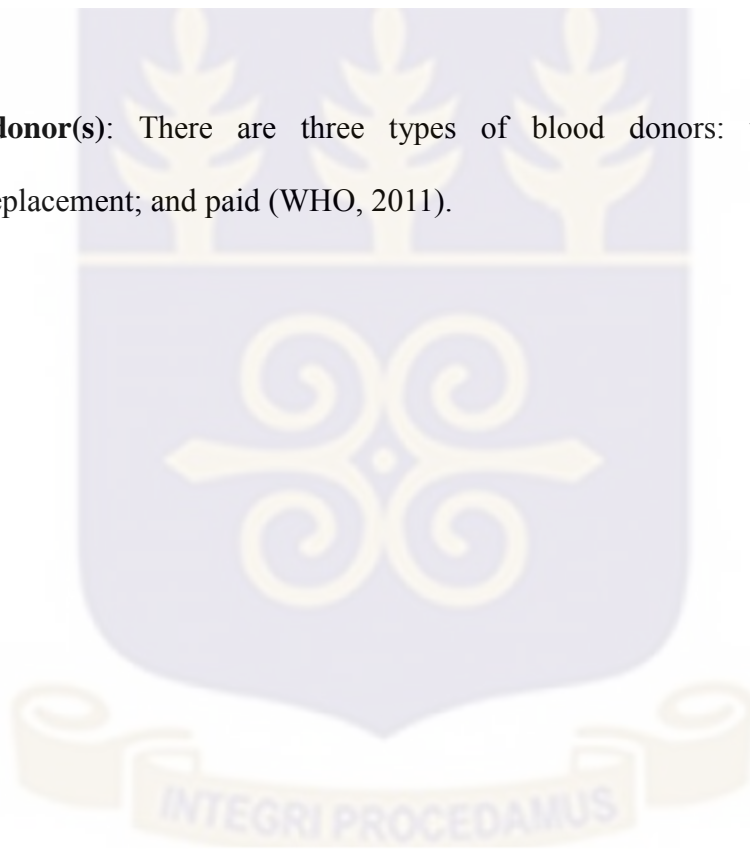 donor(s): There are three types of blood donors:
eplacement; and paid (WHO, 2011).
INTEGRI PROCEDAMUS